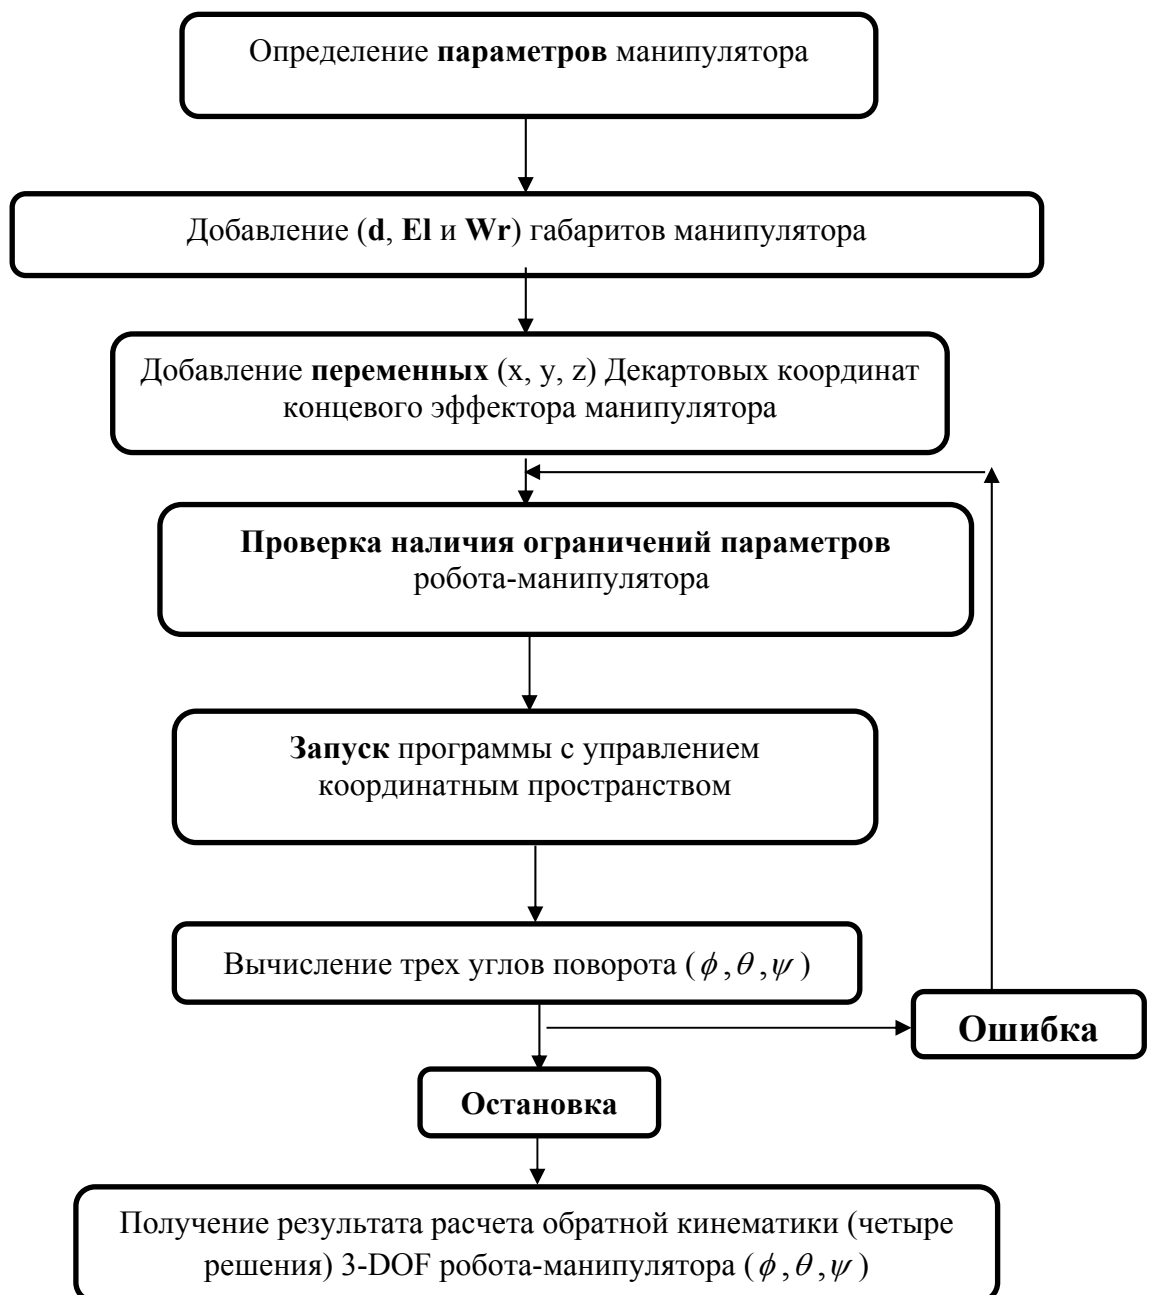 Определение параметров манипулятора
Добавление (d, El и Wr) габаритов манипулятора
Добавление переменных (x, y, z) Декартовых координат
концевого эффектора манипулятора
Проверка наличия ограничений параметров
робота-манипулятора
Запуск программы с управлением
координатным пространством
Вычисление трех углов поворота (ϕ,θ,ψ)
Ошибка
Остановка
Получение результата расчета обратной кинематики (четыре
решения) 3-DOF робота-манипулятора (ϕ,θ,ψ)